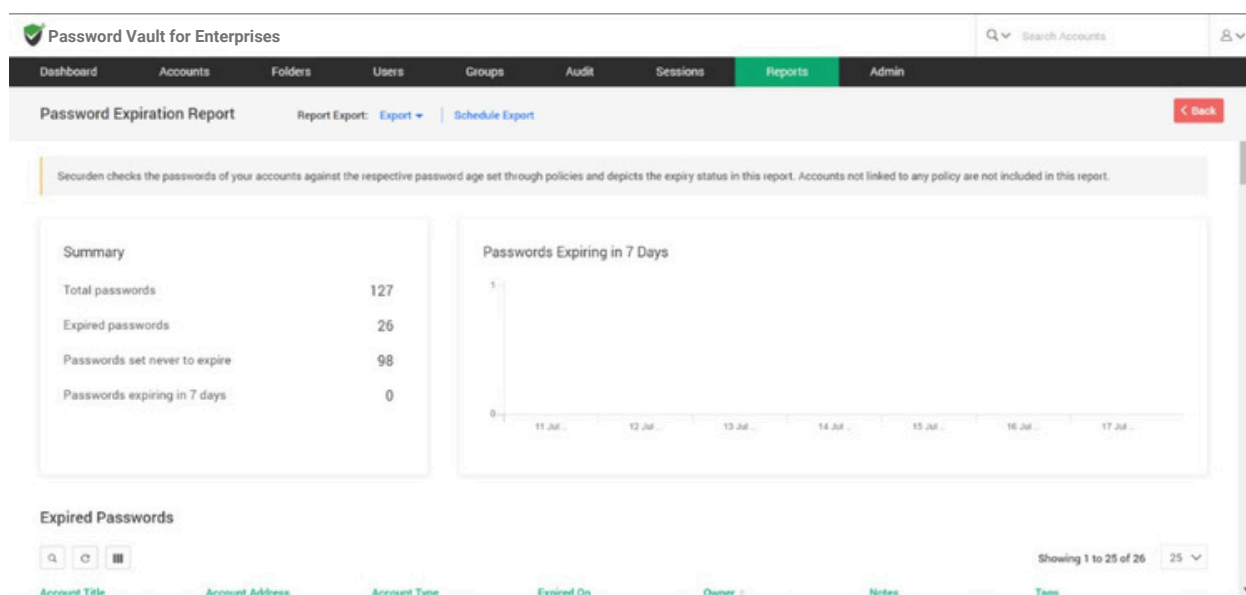 Password Vault for Enterprises
Search Accounts
Dashboard Accounts Folders Users Groups Audit Sessions Reports Admin
Password Expiration Report Report Export: Export Schedule Export Back
Securden checks the passwords of your accounts against the respective password age set through policies and depicts the expiry status in this report. Accounts not linked to any policy are not included in this report.
Summary
Total passwords 127
Expired passwords 26
Passwords set never to expire 98
Passwords expiring in 7 days 0
Passwords Expiring in 7 Days
1
0
11 Jul ... 12 Jul ... 13 Jul ... 14 Jul ... 15 Jul ... 16 Jul ... 17 Jul ...
Expired Passwords
Showing 1 to 25 of 26 25
Account Title Account Address Account Type Expired On Owner Notes Tags